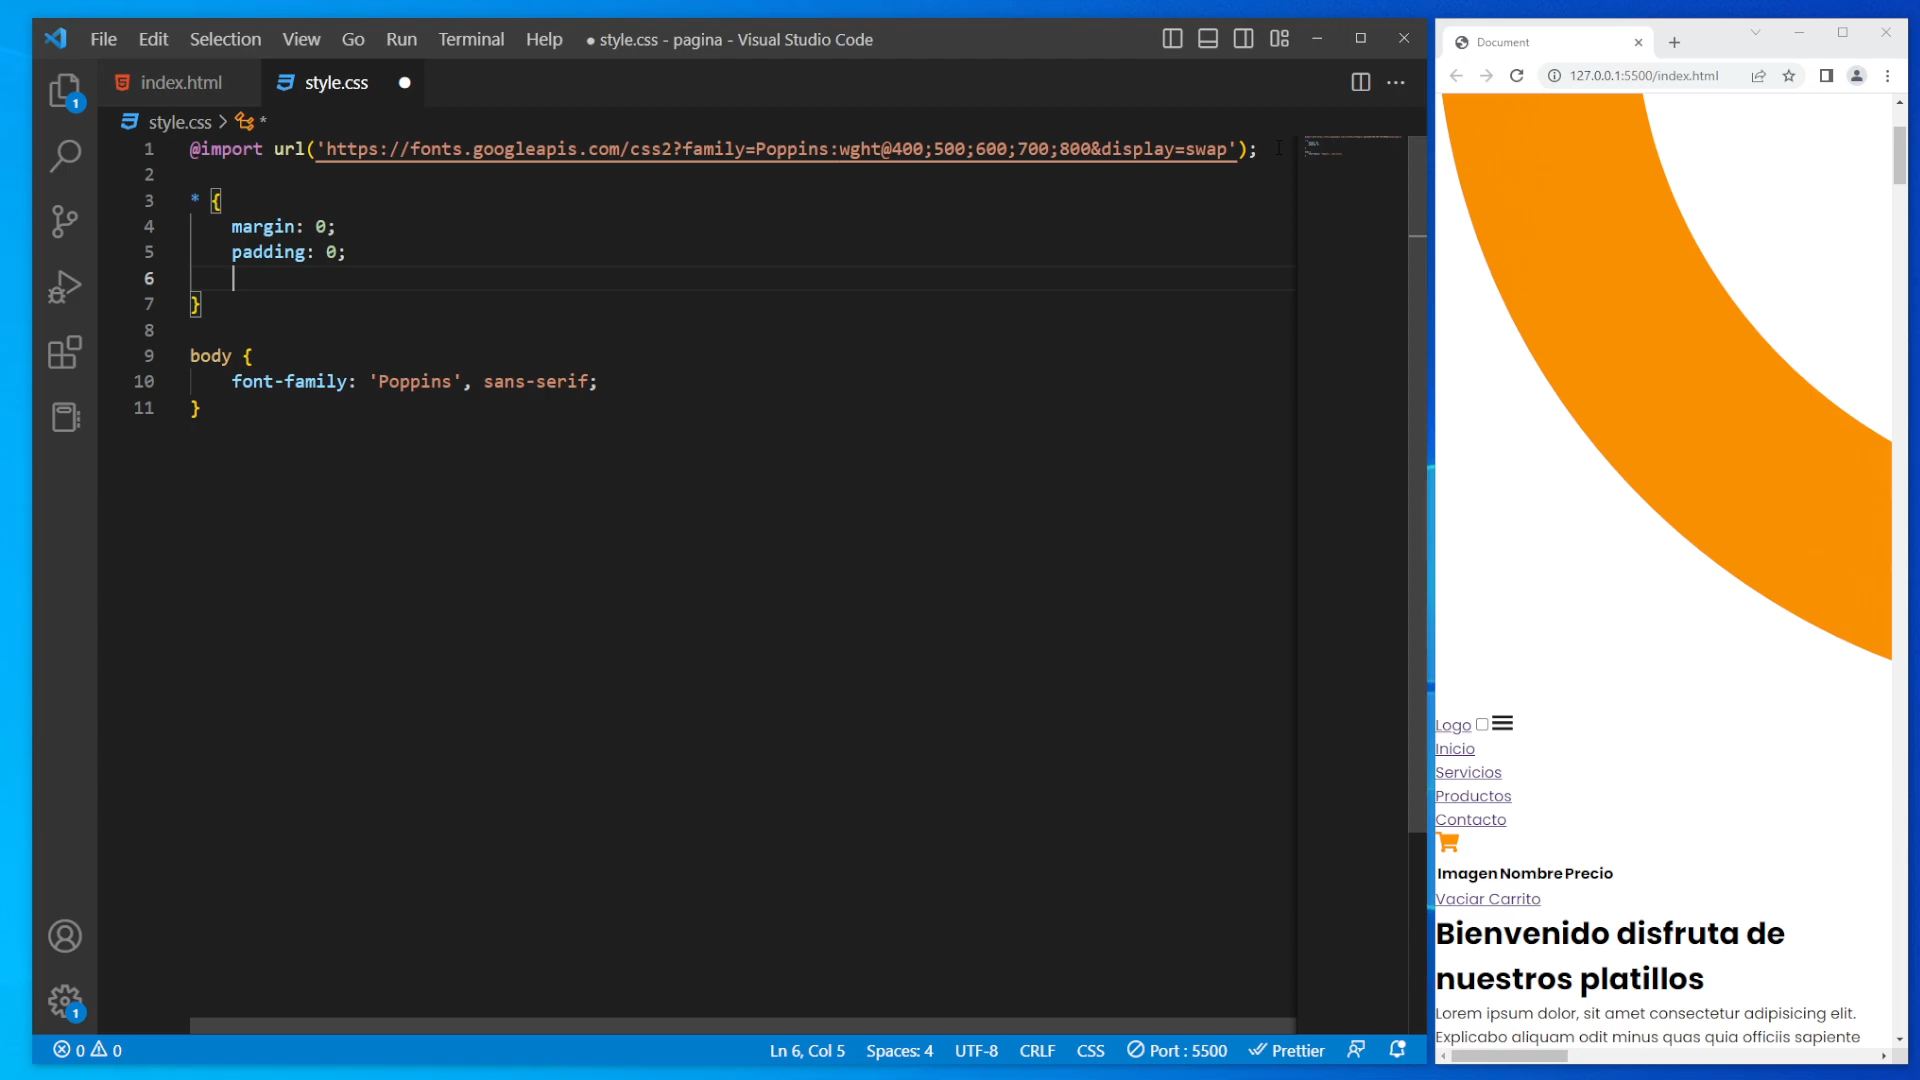 File Edit Selection View Go Run Terminal Help ● style.css - pagina - Visual Studio Code
index.html style.css
style.css > *
1 @import url('https://fonts.googleapis.com/css2?family=Poppins:wght@400;500;600;700;800&display=swap');
2
3 * {
4 margin: 0;
5 padding: 0;
6
7 }
8
9 body {
10 font-family: 'Poppins', sans-serif;
11 }
1
1
0 0 Ln 6, Col 5 Spaces: 4 UTF-8 CRLF CSS Port : 5500 Prettier
Document
127.0.0.1:5500/index.html
Logo
Inicio
Servicios
Productos
Contacto
Imagen Nombre Precio
Vaciar Carrito
Bienvenido disfruta de
nuestros platillos
Lorem ipsum dolor, sit amet consectetur adipisicing elit.
Explicabo aliquam odit minus quas quia officiis sapiente